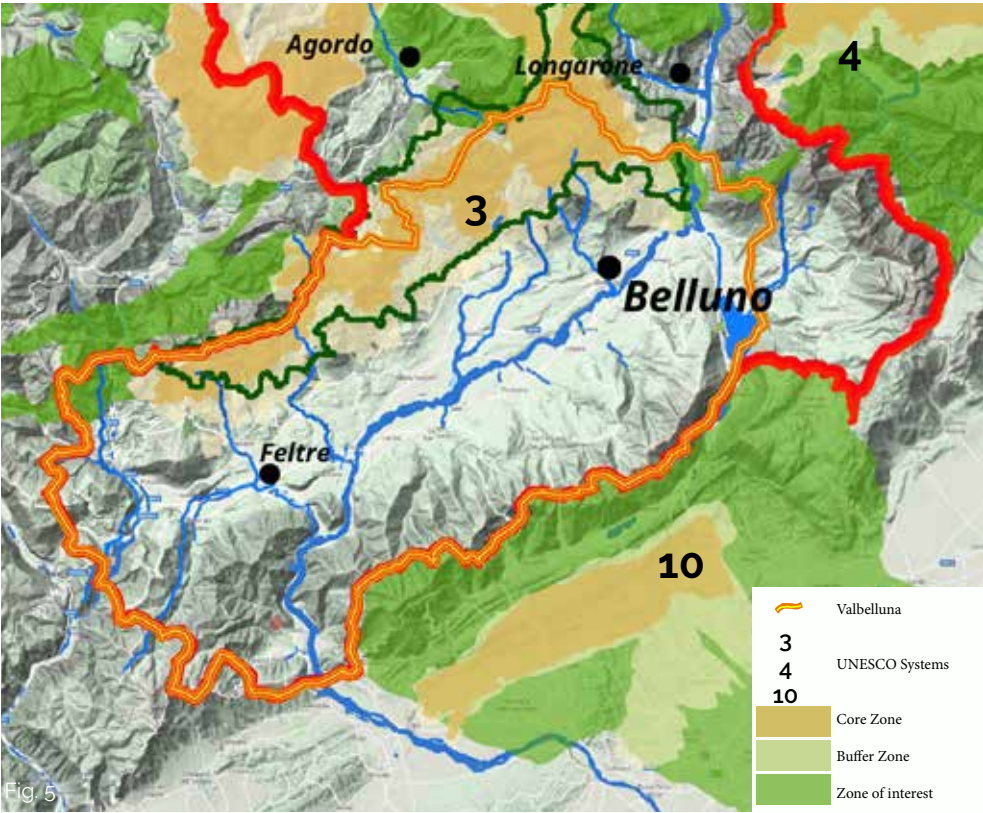 Agordo
Longarone
4
3
Belluno
Feltre
10
Valbelluna
3
4
10
UNESCO Systems
Core Zone
Buffer Zone
Zone of interest
Fig. 5